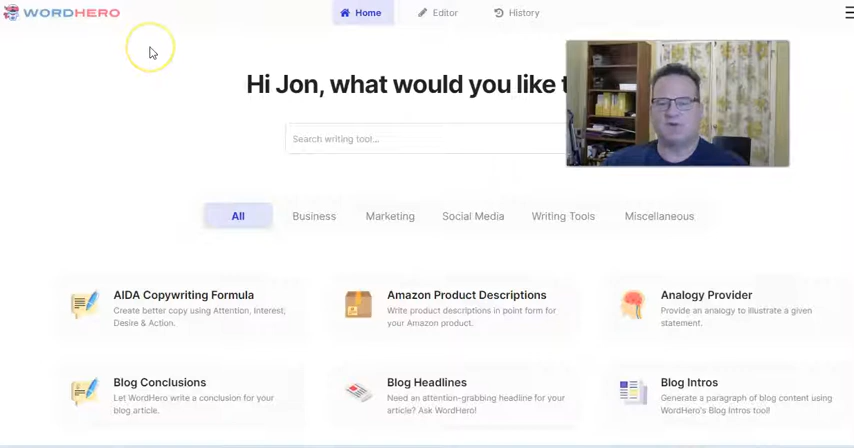 WORDHERO
Home
Editor
History
Hi Jon, what would you like t
Search writing tool...
All
Business
Marketing
Social Media
Writing Tools
Miscellaneous
AIDA Copywriting Formula
Create better copy using Attention, Interest,
Desire & Action.
Amazon Product Descriptions
Write product descriptions in point form for
your Amazon product.
Analogy Provider
Provide an analogy to illustrate a given
statement.
Blog Conclusions
Let WordHero write a conclusion for your
blog article.
Blog Headlines
Need an attention-grabbing headline for your
article? Ask WordHero!
Blog Intros
Generate a paragraph of blog content using
WordHero's Blog Intros tool!